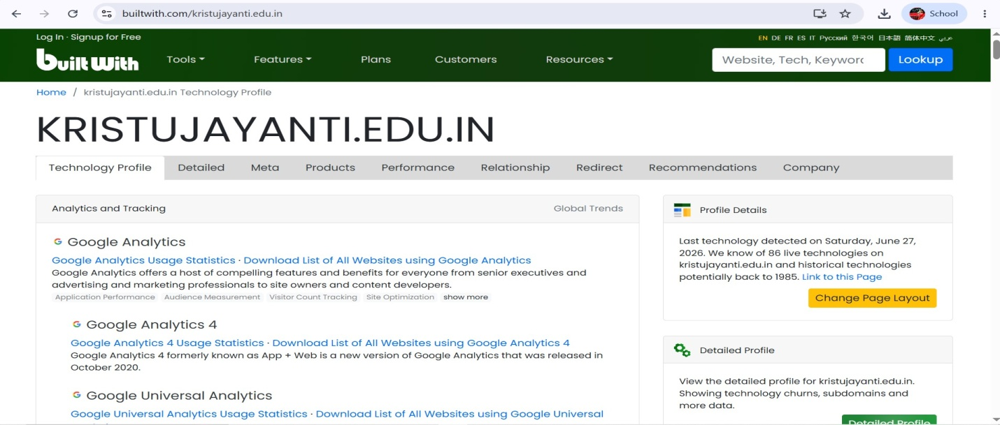 builtwith.com/kristujayanti.edu.in
School
Log In · Signup for Free
EN DE FR ES IT Русский 한국어 日本語 简体中文 عربي
built with
Tools
Features
Plans
Customers
Resources
Website, Tech, Keyword
Lookup
Home / kristujayanti.edu.in Technology Profile
KRISTUJAYANTI.EDU.IN
Technology Profile
Detailed
Meta
Products
Performance
Relationship
Redirect
Recommendations
Company
Analytics and Tracking
Global Trends
Google Analytics
Google Analytics Usage Statistics · Download List of All Websites using Google Analytics
Google Analytics offers a host of compelling features and benefits for everyone from senior executives and
advertising and marketing professionals to site owners and content developers.
Application Performance Audience Measurement Visitor Count Tracking Site Optimization show more
Google Analytics 4
Google Analytics 4 Usage Statistics · Download List of All Websites using Google Analytics 4
Google Analytics 4 formerly known as App + Web is a new version of Google Analytics that was released in
October 2020.
Google Universal Analytics
Google Universal Analytics Usage Statistics · Download List of All Websites using Google Universal
Profile Details
Last technology detected on Saturday, June 27,
2026. We know of 86 live technologies on
kristujayanti.edu.in and historical technologies
potentially back to 1985. Link to this Page
Change Page Layout
Detailed Profile
View the detailed profile for kristujayanti.edu.in.
Showing technology churns, subdomains and
more data.
Detailed Profile